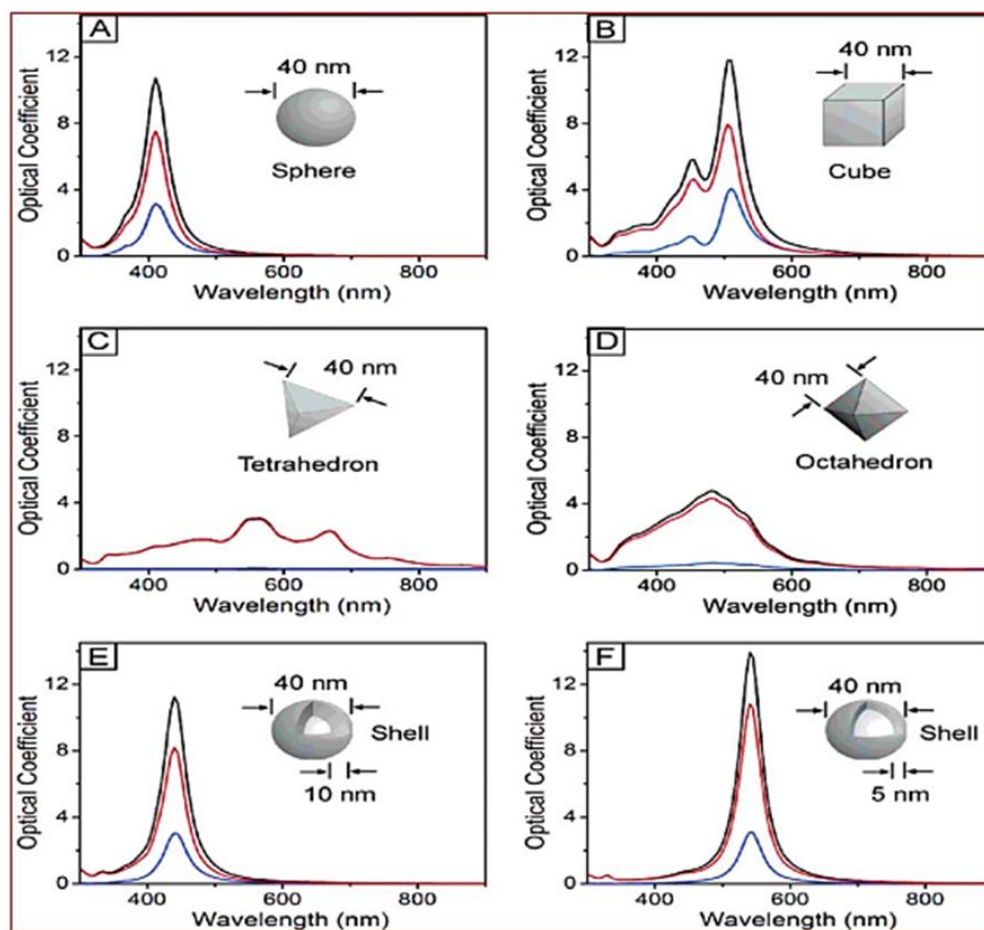 A
12
8
4
0
Optical Coefficient
40 nm
Sphere
400 600 800
Wavelength (nm)
B
12
8
4
0
Optical Coefficient
40 nm
Cube
400 600 800
Wavelength (nm)
C
12
8
4
0
Optical Coefficient
40 nm
Tetrahedron
400 600 800
Wavelength (nm)
D
12
8
4
0
Optical Coefficient
40 nm
Octahedron
400 600 800
Wavelength (nm)
E
12
8
4
0
Optical Coefficient
40 nm
Shell
10 nm
400 600 800
Wavelength (nm)
F
12
8
4
0
Optical Coefficient
40 nm
Shell
5 nm
400 600 800
Wavelength (nm)